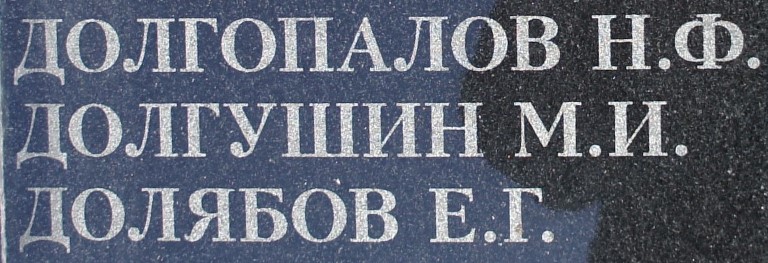 ДОЛГОПАЛОВ Н.Ф.
ДОЛГУШИН М.И.
ДОЛЯБОВ Е.Г.